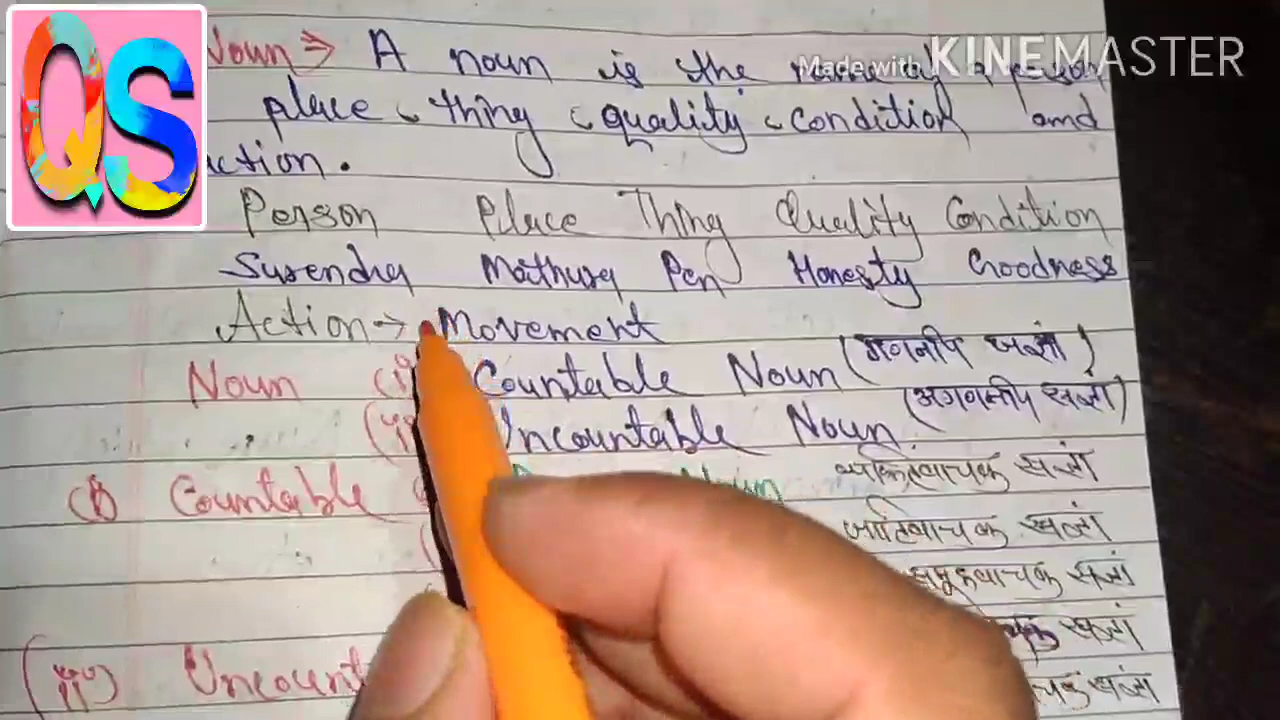 QS
Noun ⇒ A noun is the name of a person
Made with KINEMASTER
place, thing, quality, condition and
action.
Person Place Thing Quality Condition
Surendra Mathura Pen Honesty Goodness
Action → Movement
Noun (i) Countable Noun (गणनीय संज्ञा)
(ii) Uncountable Noun (अगणनीय संज्ञा)
(i) Countable Noun व्यक्तिवाचक संज्ञा
जातिवाचक संज्ञा
समूहवाचक संज्ञा
संज्ञा
(ii) Uncount संज्ञा